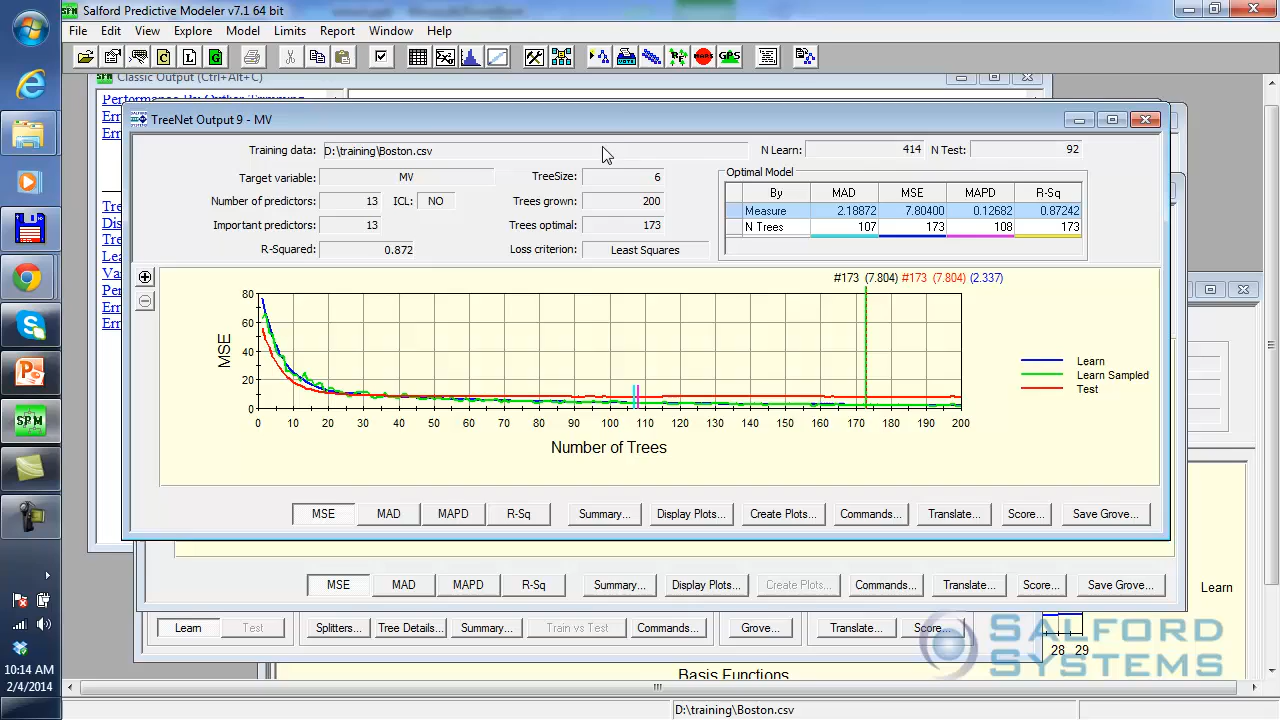 Salford Predictive Modeler v7.1 64 bit
File Edit View Explore Model Limits Report Window Help
Classic Output (Ctrl+Alt+C)
TreeNet Output 9 - MV
Training data: D:\training\Boston.csv N Learn: 414 N Test: 92
Target variable: MV TreeSize: 6
Number of predictors: 13 ICL: NO Trees grown: 200
Important predictors: 13 Trees optimal: 173
R-Squared: 0.872 Loss criterion: Least Squares
Optimal Model
By MAD MSE MAPD R-Sq
Measure 2.18872 7.80400 0.12682 0.87242
N Trees 107 173 108 173
#173 (7.804) #173 (7.804) (2.337)
MSE
80
60
40
20
0
0 10 20 30 40 50 60 70 80 90 100 110 120 130 140 150 160 170 180 190 200
Number of Trees
Learn
Learn Sampled
Test
MSE MAD MAPD R-Sq Summary... Display Plots... Create Plots... Commands... Translate... Score... Save Grove...
MSE MAD MAPD R-Sq Summary... Display Plots... Create Plots... Commands... Translate... Score... Save Grove...
Learn
Learn Test Splitters... Tree Details... Summary... Train vs Test Commands... Grove... Translate... Score...
SALFORD
SYSTEMS
28 29
Basis Functions
10:14 AM
2/4/2014
D:\training\Boston.csv